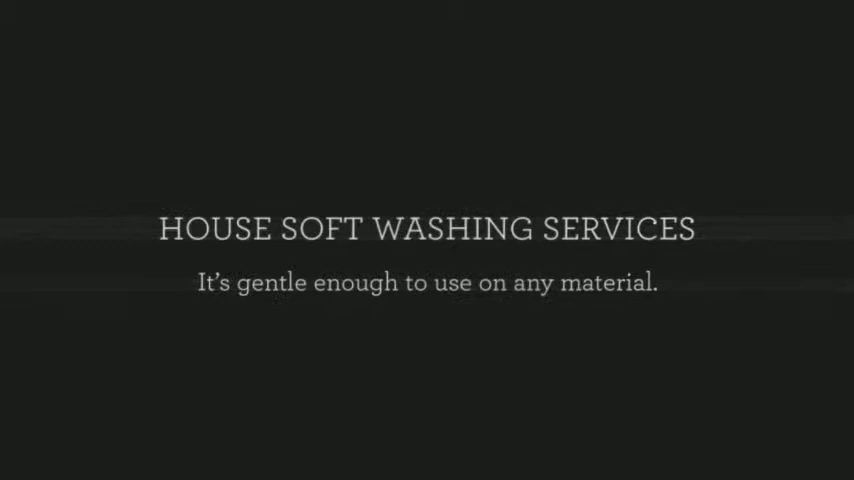 HOUSE SOFT WASHING SERVICES
It's gentle enough to use on any material.